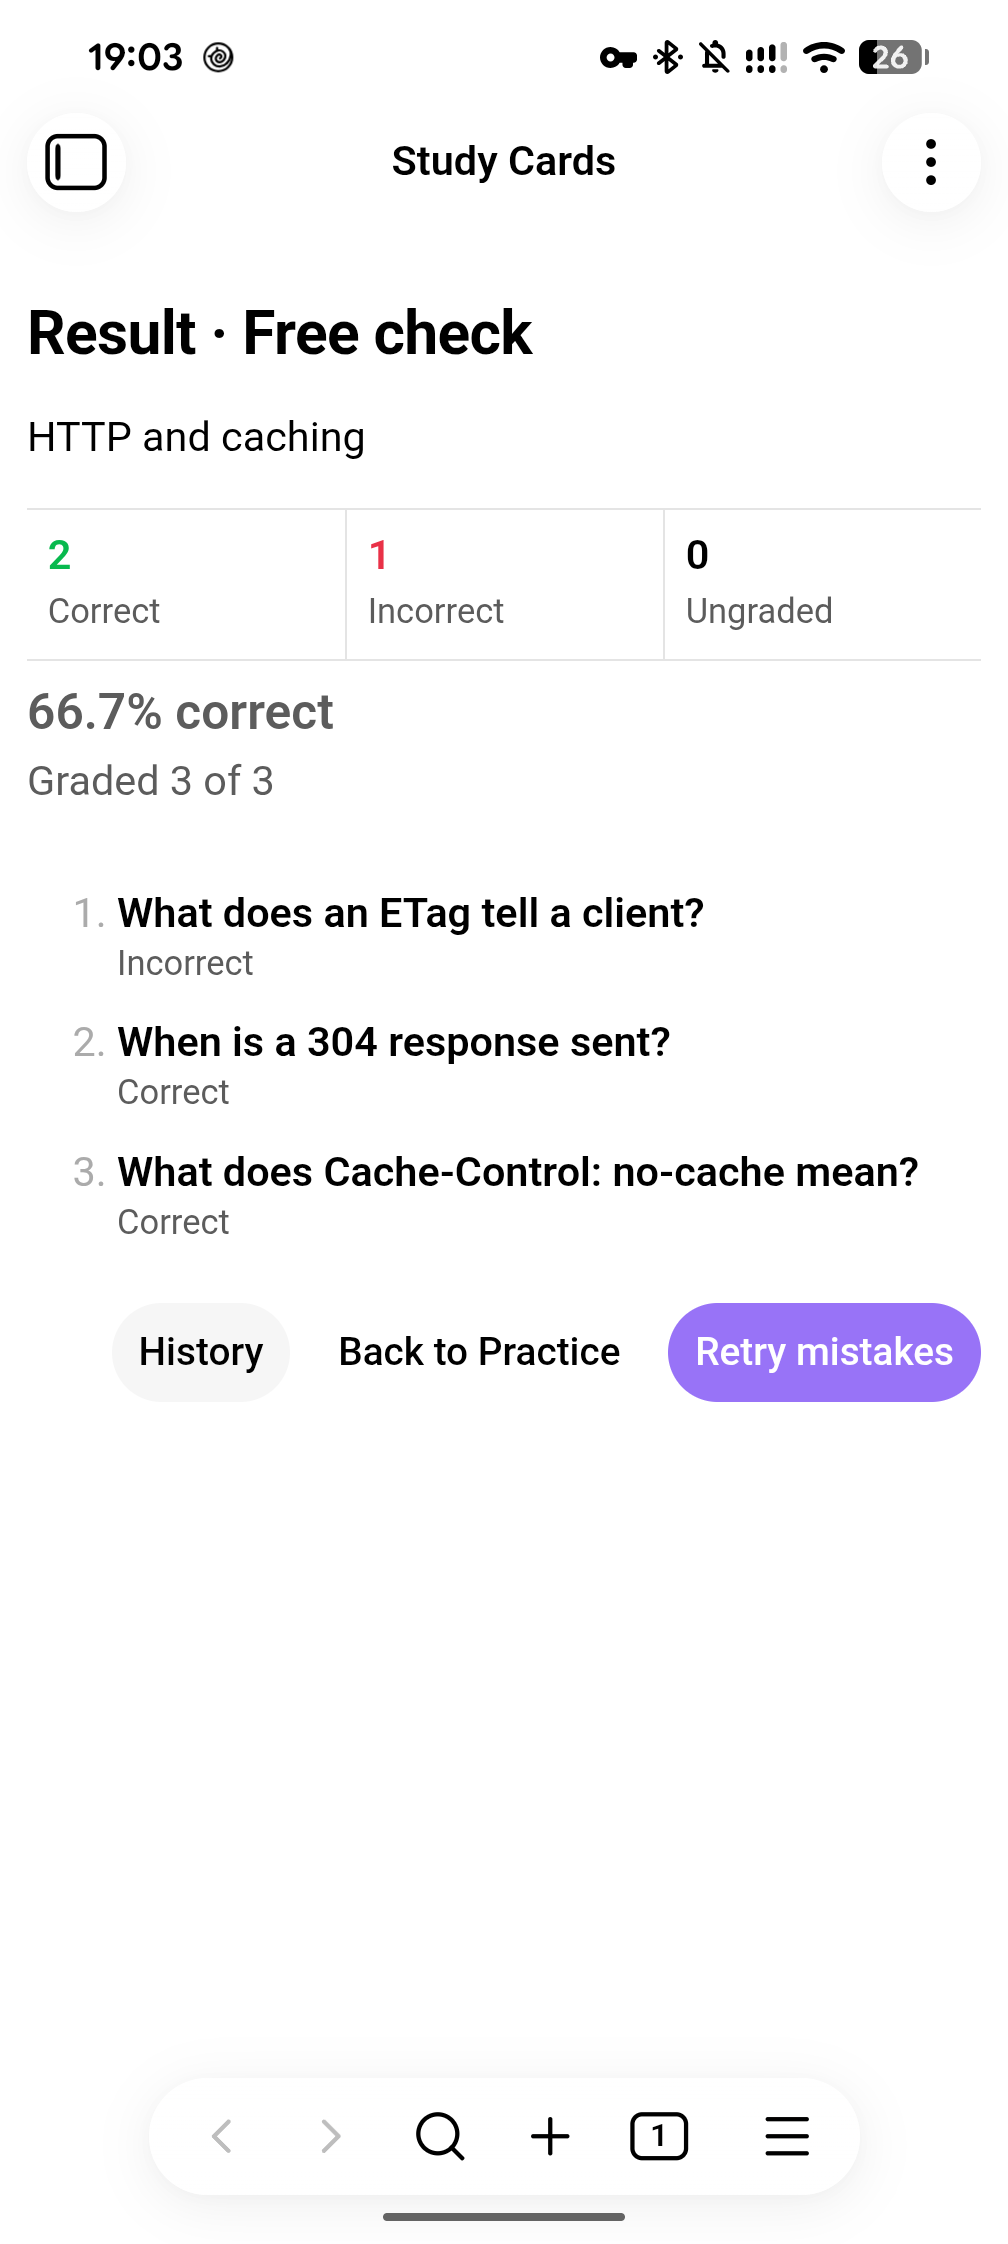 19:03
26
Study Cards
Result · Free check
HTTP and caching
2
Correct
1
Incorrect
0
Ungraded
66.7% correct
Graded 3 of 3
1. What does an ETag tell a client?
Incorrect
2. When is a 304 response sent?
Correct
3. What does Cache-Control: no-cache mean?
Correct
History
Back to Practice
Retry mistakes
1